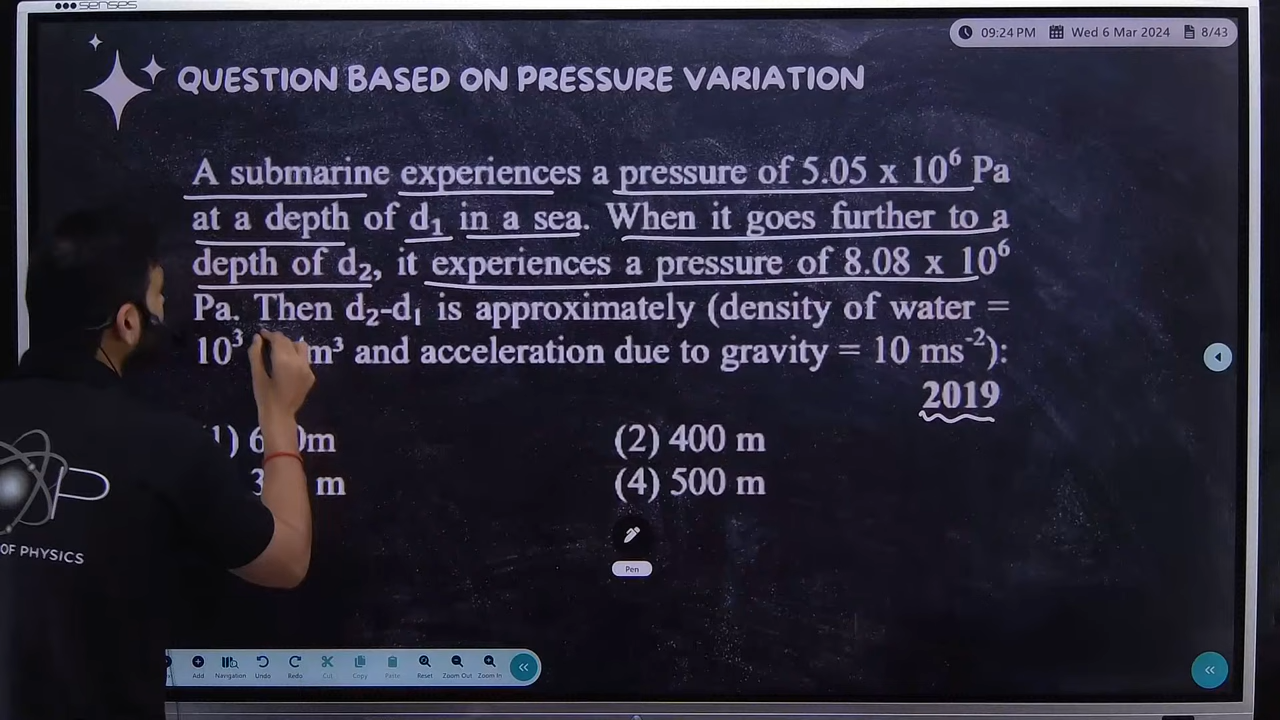 senses
09:24 PM Wed 6 Mar 2024 8/43
QUESTION BASED ON PRESSURE VARIATION
A submarine experiences a pressure of 5.05 x 10⁶ Pa
at a depth of d₁ in a sea. When it goes further to a
depth of d₂, it experiences a pressure of 8.08 x 10⁶
Pa. Then d₂-d₁ is approximately (density of water =
10³ m³ and acceleration due to gravity = 10 ms⁻²):
2019
(2) 400 m
m (4) 500 m
OF PHYSICS
Pen
Add Navigation Undo Redo Cut Copy Paste Reset Zoom Out Zoom In